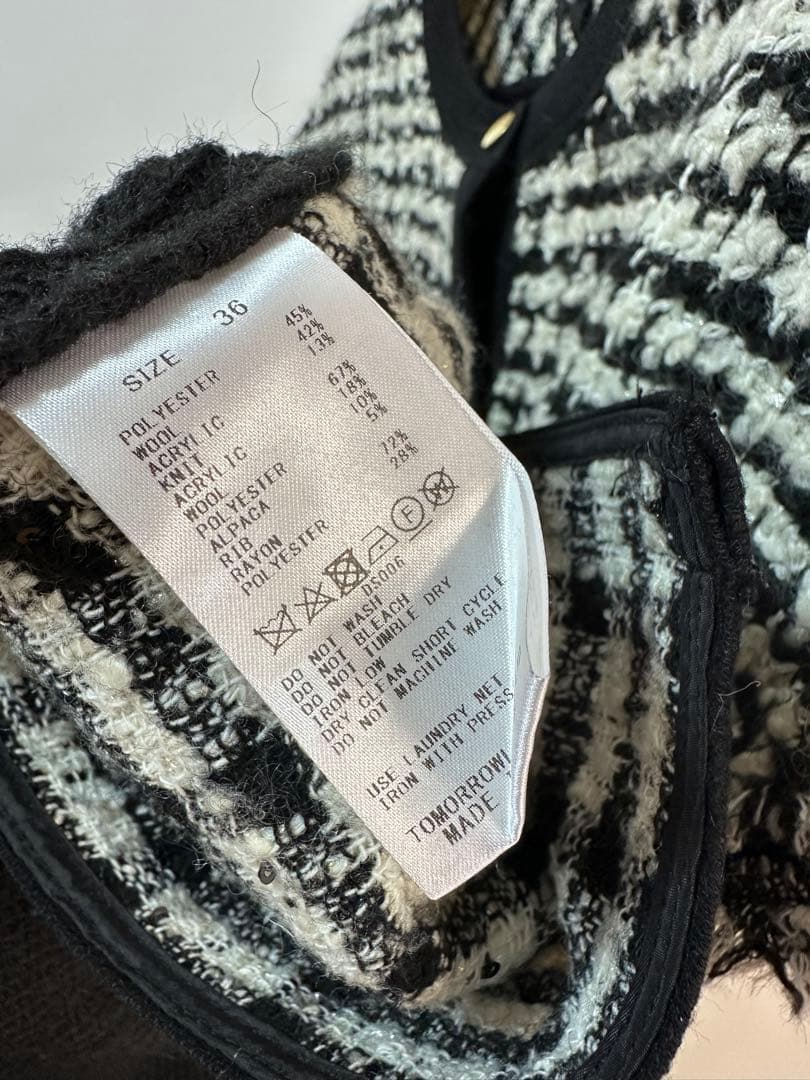 SIZE 36
POLYESTER 45%
WOOL 42%
ACRYLIC 13%
KNIT
ACRYLIC 67%
WOOL 18%
POLYESTER 10%
ALPACA 5%
RIB
RAYON 72%
POLYESTER 28%
F W
DS006
DO NOT WASH
DO NOT BLEACH
DO NOT TUMBLE DRY
IRON LOW
DRY CLEAN SHORT CYCLE
DO NOT MACHINE WASH
USE LAUNDRY NET
IRON WITH PRESS
TOMORROW
MADE